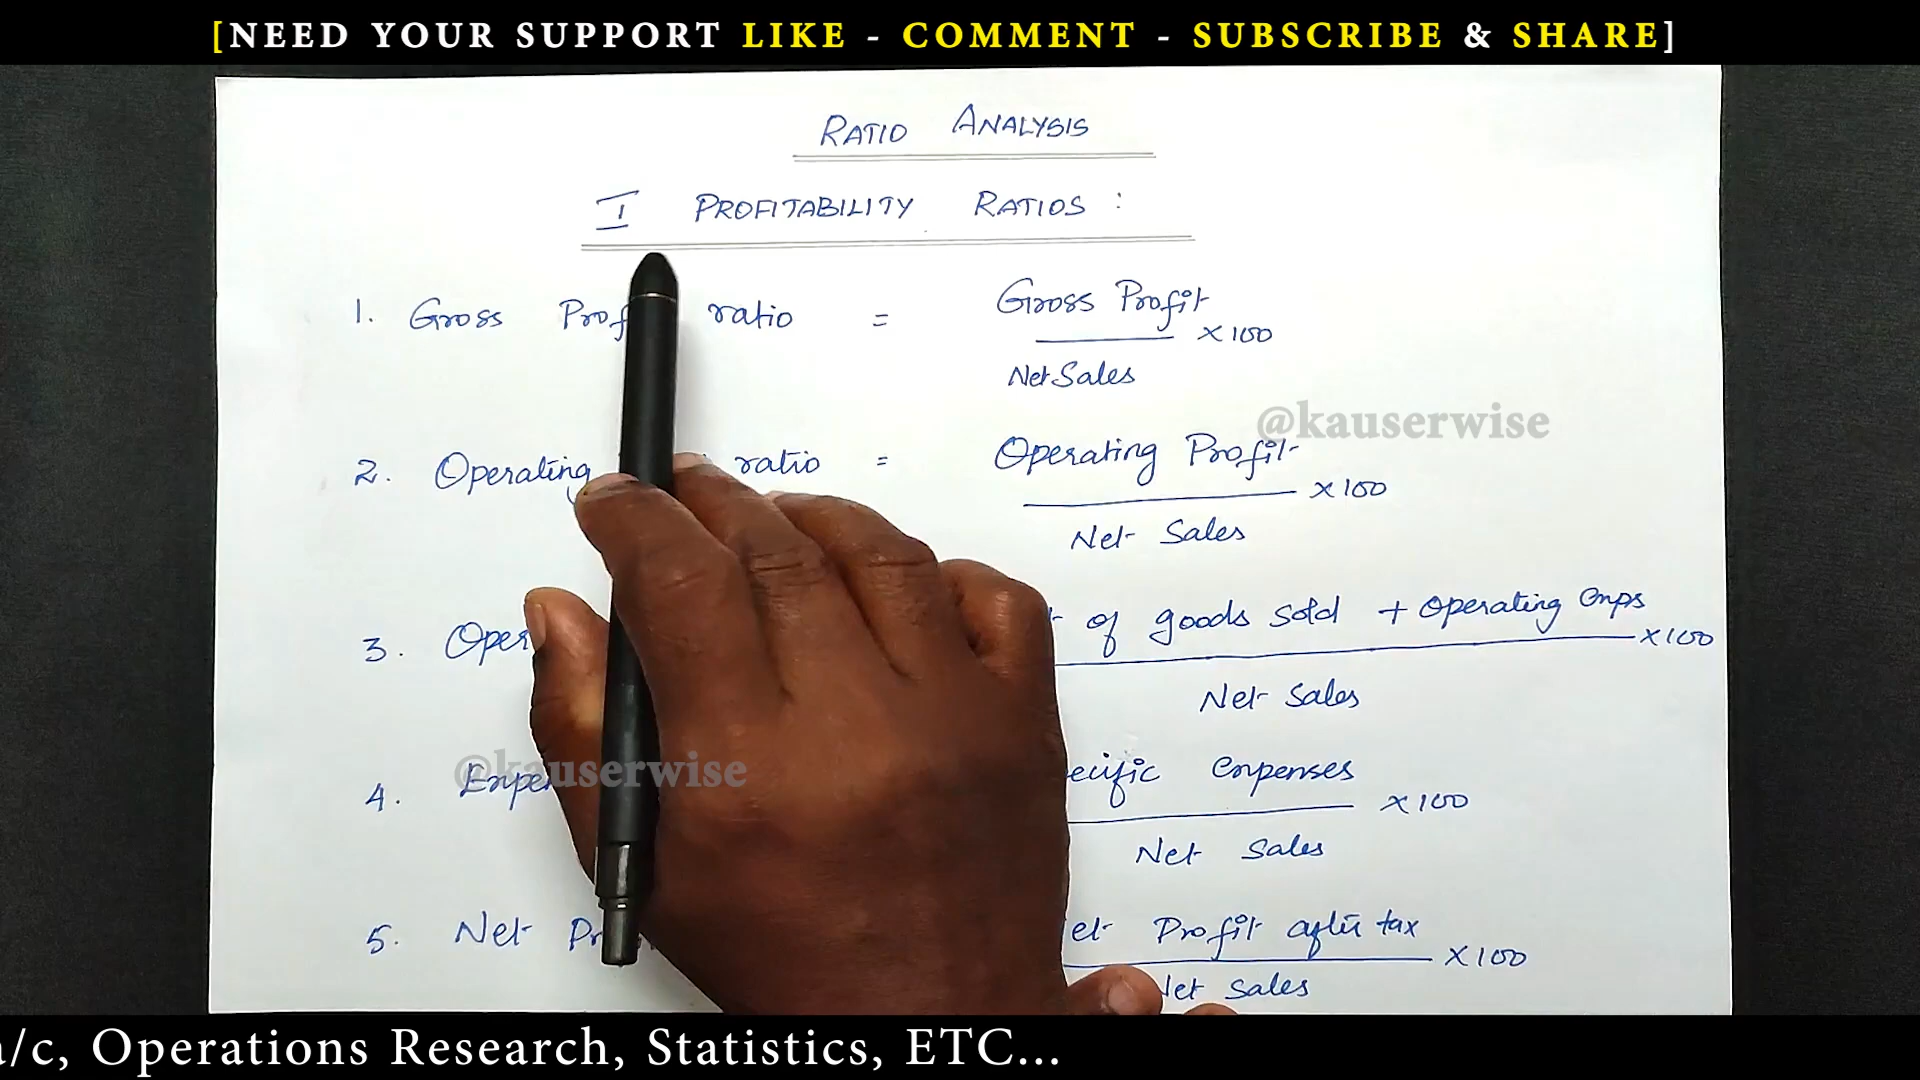 [NEED YOUR SUPPORT LIKE - COMMENT - SUBSCRIBE & SHARE]
RATIO ANALYSIS
I PROFITABILITY RATIOS :
1. Gross Prof ratio = Gross Profit
x 100
Net Sales
@kauserwise
2. Operating ratio = Operating Profit
x 100
Net Sales
3. Oper of goods sold + Operating Exps
x 100
Net Sales
@kauserwise
4. Expe ecific expenses
x 100
Net Sales
5. Net Pr et Profit after tax
x 100
et Sales
a/c, Operations Research, Statistics, ETC...